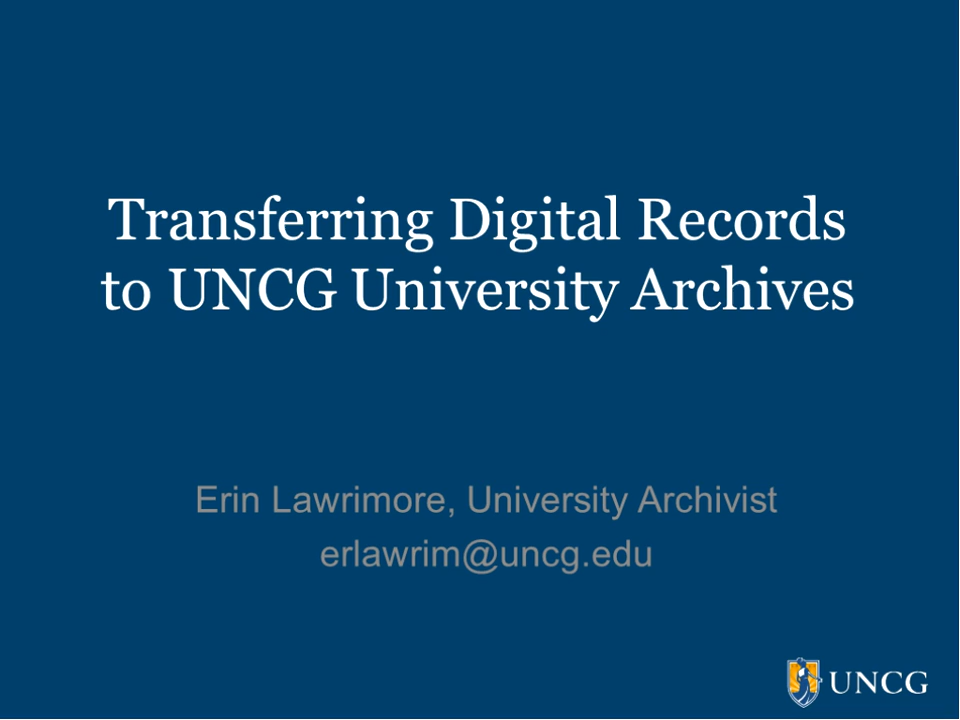 Transferring Digital Records
to UNCG University Archives
Erin Lawrimore, University Archivist
erlawrim@uncg.edu
UNCG